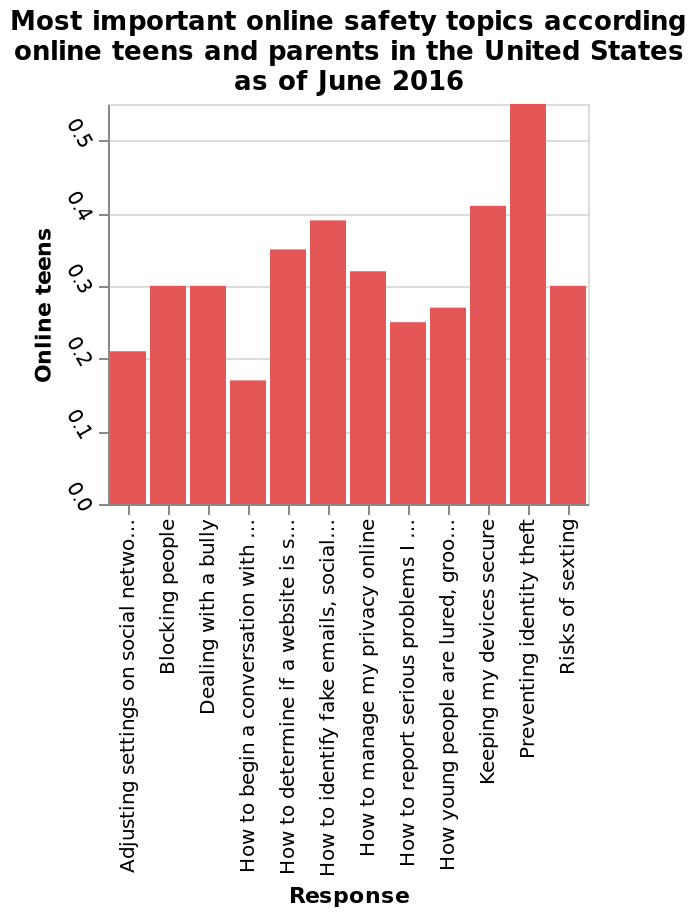 Most important online safety topics according
online teens and parents in the United States
as of June 2016
Online teens
0.5
0.4
0.3
0.2
0.1
0.0
Adjusting settings on social netwo...
Blocking people
Dealing with a bully
How to begin a conversation with ...
How to determine if a website is s...
How to identify fake emails, social...
How to manage my privacy online
How to report serious problems I ...
How young people are lured, groo...
Keeping my devices secure
Preventing identity theft
Risks of sexting
Response